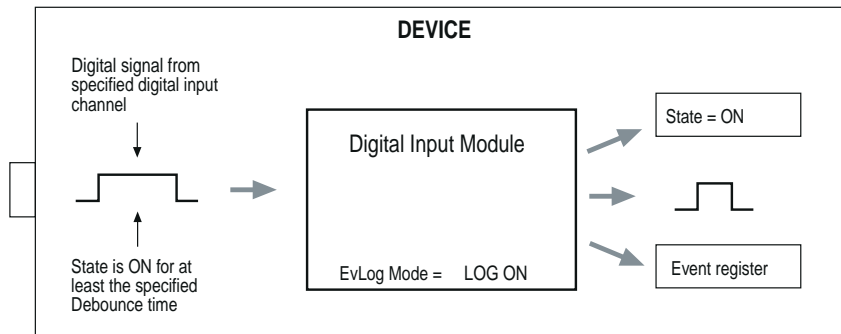 DEVICE
Digital signal from
specified digital input
channel
State is ON for at
least the specified
Debounce time
Digital Input Module
EvLog Mode = LOG ON
State = ON
Event register